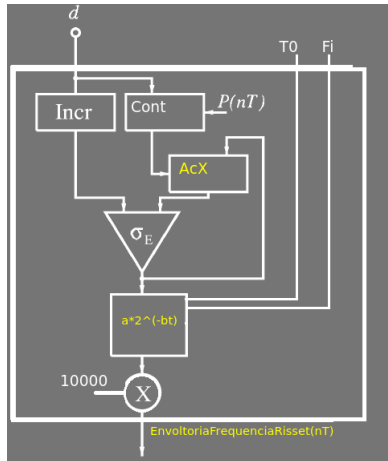 d
T0 Fi
Incr
Cont
P(nT)
AcX
σE
a*2^(-bt)
10000
X
EnvoltoriaFrequenciaRisset(nT)